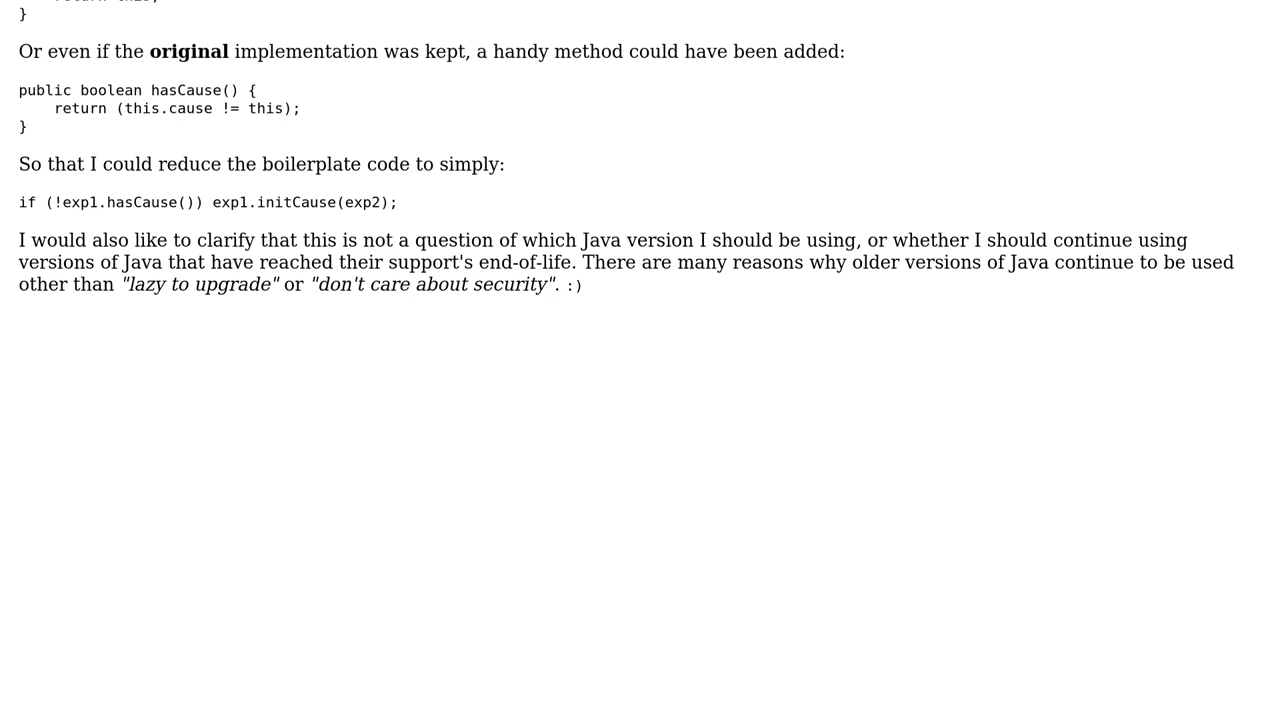 }
Or even if the original implementation was kept, a handy method could have been added:
public boolean hasCause() {
    return (this.cause != this);
}
So that I could reduce the boilerplate code to simply:
if (!exp1.hasCause()) exp1.initCause(exp2);
I would also like to clarify that this is not a question of which Java version I should be using, or whether I should continue using
versions of Java that have reached their support's end-of-life. There are many reasons why older versions of Java continue to be used
other than "lazy to upgrade" or "don't care about security". :)